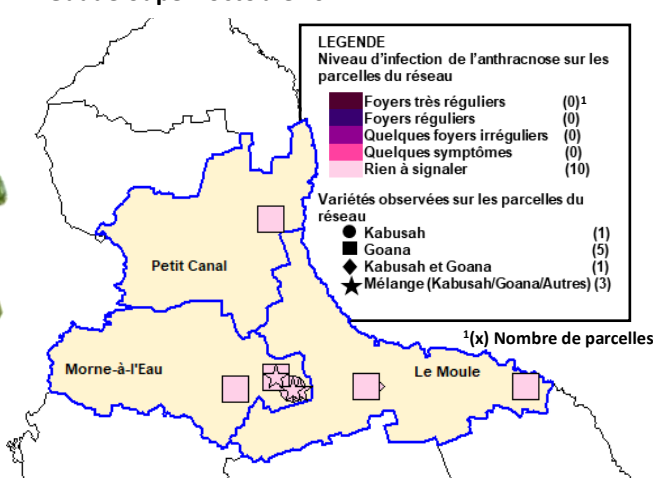 LEGENDE
Niveau d'infection de l'anthracnose sur les
parcelles du réseau
Foyers très réguliers (0)¹
Foyers réguliers (0)
Quelques foyers irréguliers (0)
Quelques symptômes (0)
Rien à signaler (10)
Variétés observées sur les parcelles du
réseau
Kabusah (1)
Goana (5)
Kabusah et Goana (1)
Mélange (Kabusah/Goana/Autres) (3)
¹(x) Nombre de parcelles
Petit Canal
Morne-à-l'Eau
Le Moule